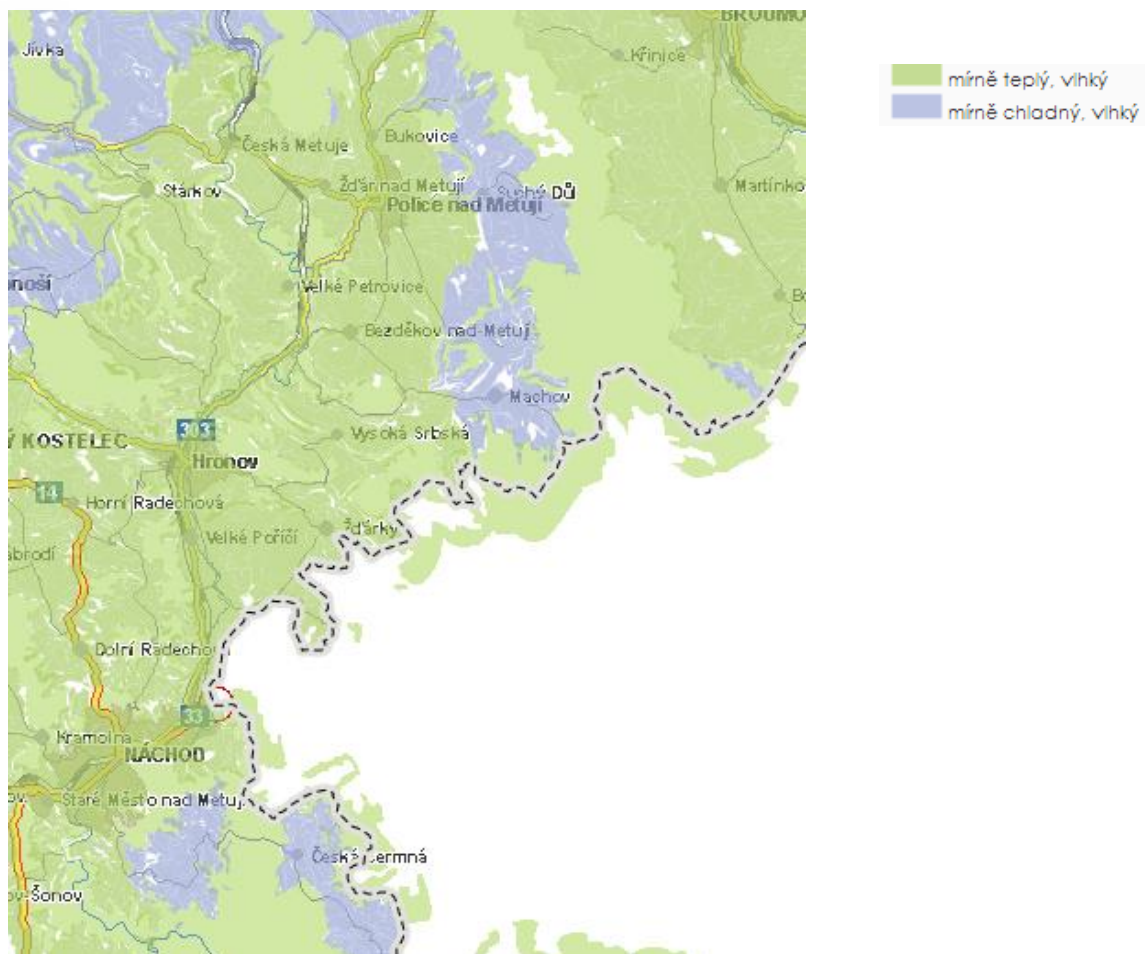 Jívka
Křinice
mírně teplý, vlhký
mírně chladný, vlhký
Česká Metuje
Bukovice
Stárkov
Žďár nad Metují
Suchý Důl
Police nad Metují
Velké Petrovice
Bezděkov nad Metují
Machov
303
Vysoká Srbská
KOSTELEC
Hronov
14
Horní Radechová
Velké Poříčí
Žďárky
Dolní Radechov
33
Kramolna
NÁCHOD
Staré Město nad Metují
Česká Čermná
Šonov